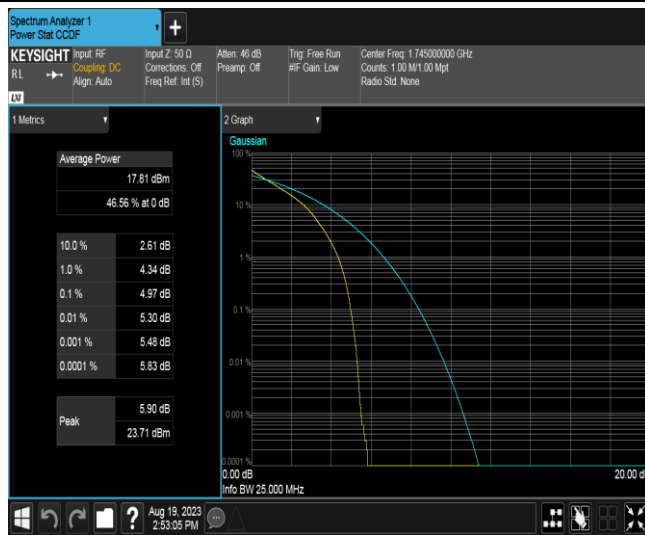 Spectrum Analyzer 1
Power Stat CCDF
KEYSIGHT
RL
LXI
Input: RF
Coupling: DC
Align: Auto
Input Z: 50 Ω
Corrections: Off
Freq Ref: Int (S)
Atten: 46 dB
Preamp: Off
Trig: Free Run
#IF Gain: Low
Center Freq: 1.745000000 GHz
Counts: 1.00 M/1.00 Mpt
Radio Std: None
1 Metrics
Average Power
17.81 dBm
46.56 % at 0 dB
10.0 % 2.61 dB
1.0 % 4.34 dB
0.1 % 4.97 dB
0.01 % 5.30 dB
0.001 % 5.48 dB
0.0001 % 5.83 dB
Peak
5.90 dB
23.71 dBm
2 Graph
Gaussian
100 %
10 %
1 %
0.1 %
0.01 %
0.001 %
0.0001 %
0.00 dB
20.00 d
Info BW 25.000 MHz
?
Aug 19, 2023
2:53:05 PM